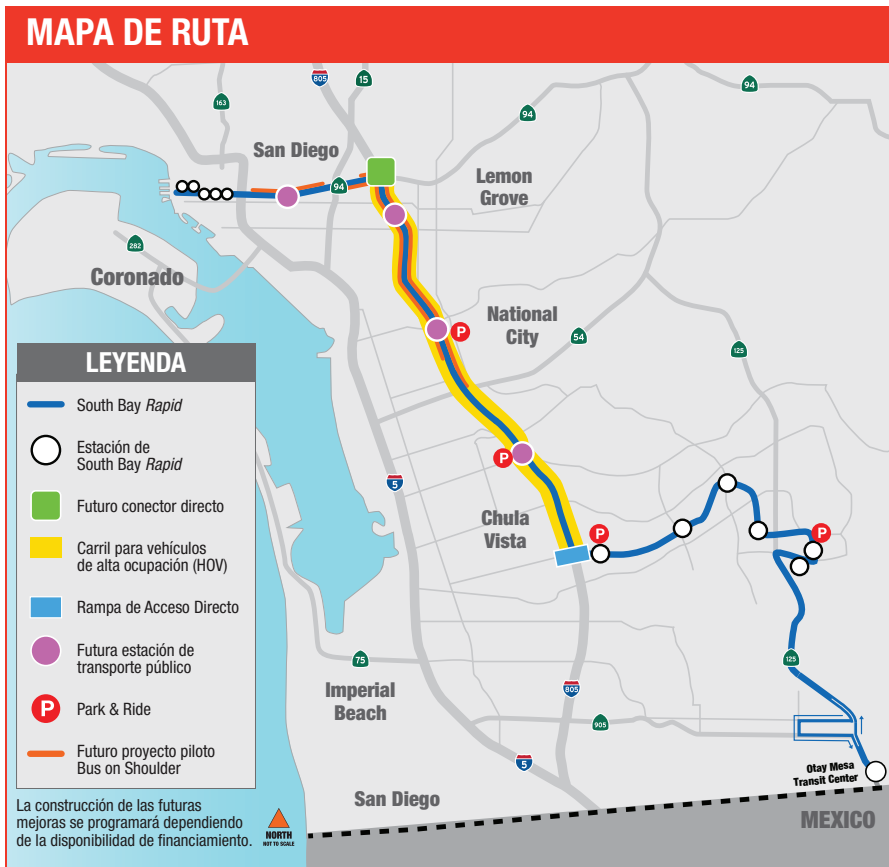 MAPA DE RUTA
805
15
163
94
94
San Diego
94
Lemon
Grove
282
Coronado
National
City
P
54
125
LEYENDA
South Bay Rapid
Estación de
South Bay Rapid
Futuro conector directo
Carril para vehículos
de alta ocupación (HOV)
Rampa de Acceso Directo
Futura estación de
transporte público
P
Park & Ride
Futuro proyecto piloto
Bus on Shoulder
P
5
Chula
Vista
P
P
75
125
Imperial
Beach
805
905
5
Otay Mesa
Transit Center
San Diego
MEXICO
La construcción de las futuras
mejoras se programará dependiendo
de la disponibilidad de financiamiento.
NORTH
NOT TO SCALE